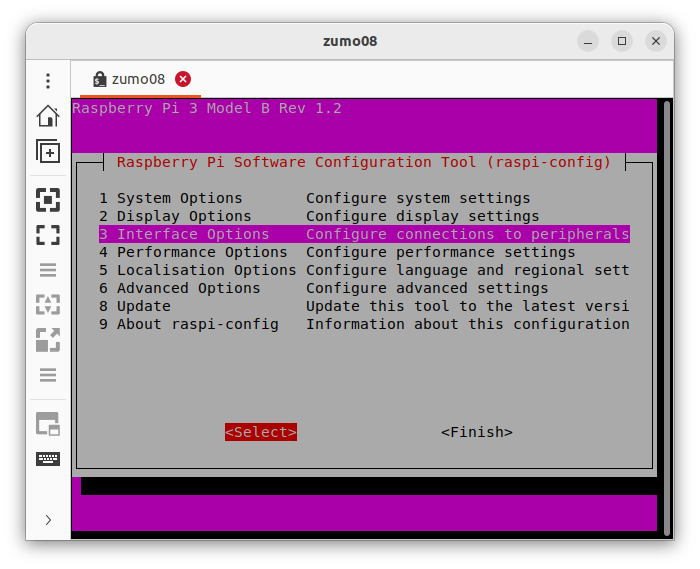 zumo08
zumo08
Raspberry Pi 3 Model B Rev 1.2
Raspberry Pi Software Configuration Tool (raspi-config)
1 System Options Configure system settings
2 Display Options Configure display settings
3 Interface Options Configure connections to peripherals
4 Performance Options Configure performance settings
5 Localisation Options Configure language and regional sett
6 Advanced Options Configure advanced settings
8 Update Update this tool to the latest versi
9 About raspi-config Information about this configuration
<Select> <Finish>